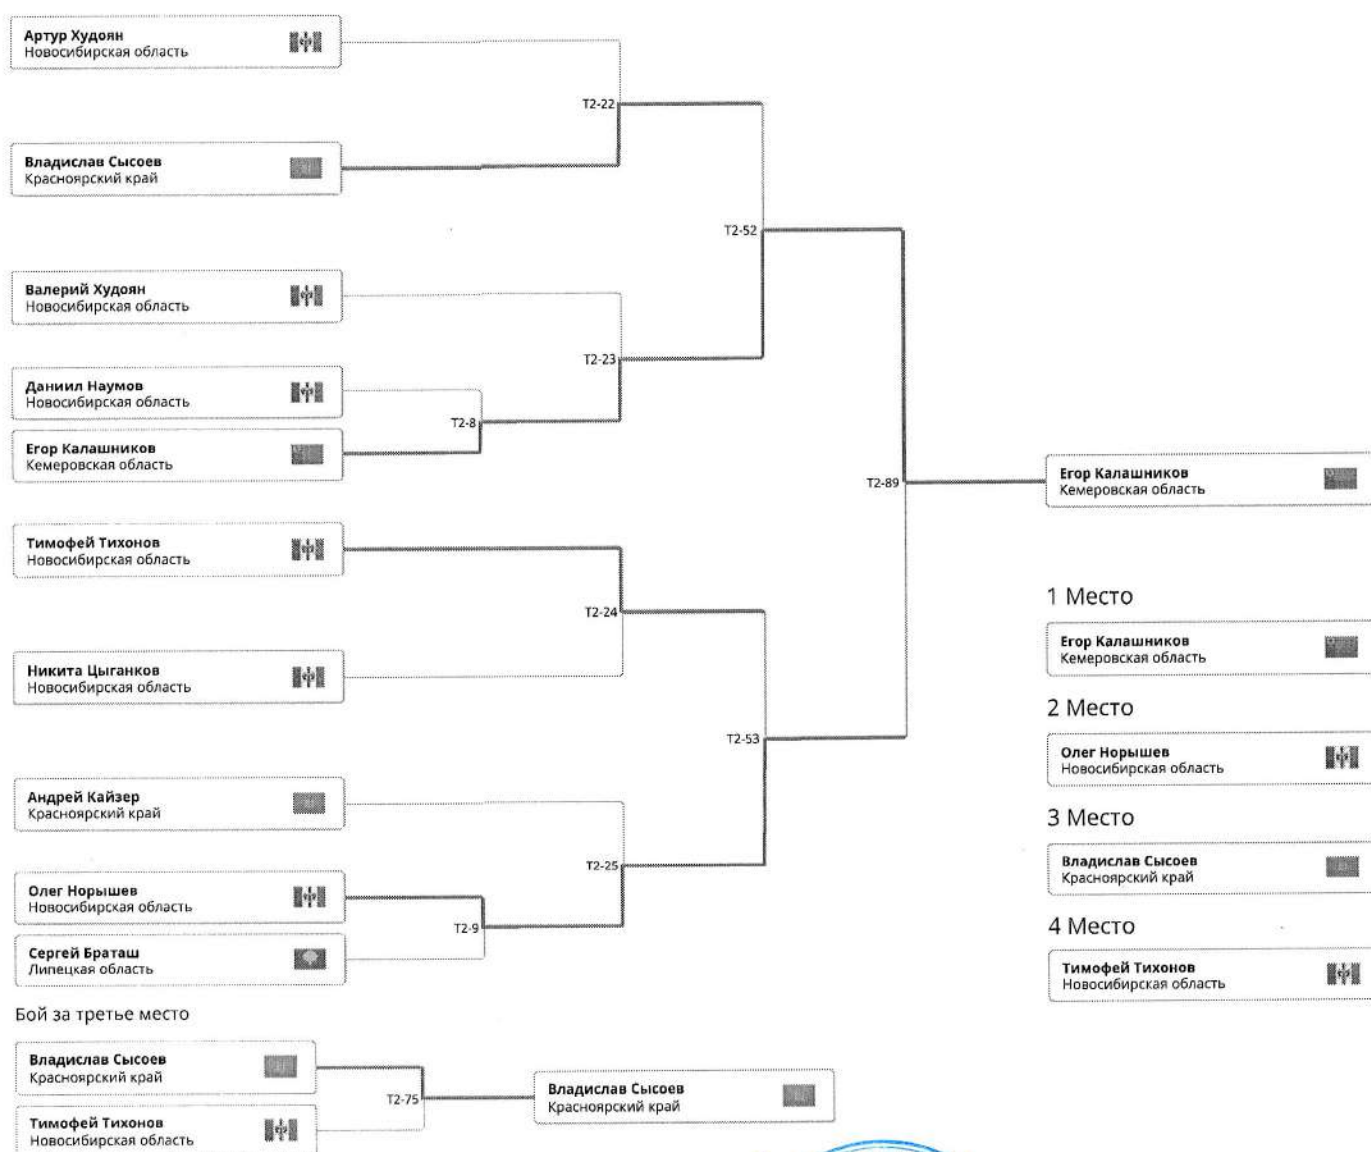 Артур Худоян
Новосибирская область
T2-22
Владислав Сысоев
Красноярский край
T2-52
Валерий Худоян
Новосибирская область
T2-23
Даниил Наумов
Новосибирская область
T2-8
Егор Калашников
Кемеровская область
T2-89
Егор Калашников
Кемеровская область
Тимофей Тихонов
Новосибирская область
T2-24
Никита Цыганков
Новосибирская область
T2-53
Андрей Кайзер
Красноярский край
T2-25
Олег Норышев
Новосибирская область
T2-9
Сергей Браташ
Липецкая область
1 Место
Егор Калашников
Кемеровская область
2 Место
Олег Норышев
Новосибирская область
3 Место
Владислав Сысоев
Красноярский край
4 Место
Тимофей Тихонов
Новосибирская область
Бой за третье место
Владислав Сысоев
Красноярский край
T2-75
Владислав Сысоев
Красноярский край
Тимофей Тихонов
Новосибирская область